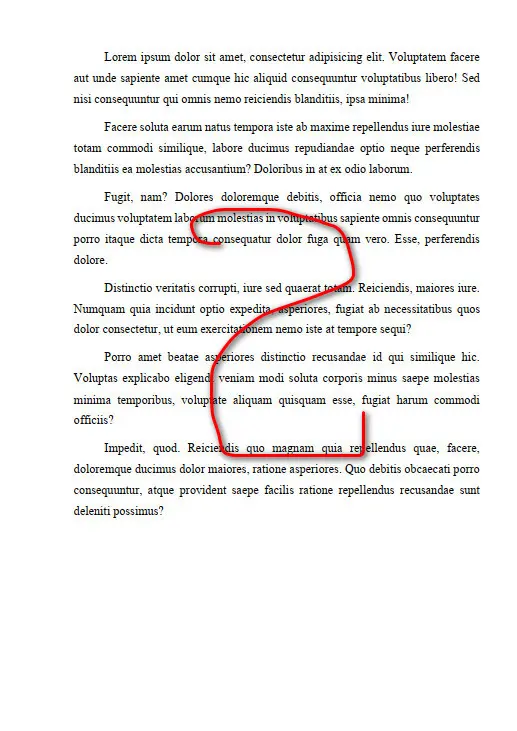 Lorem ipsum dolor sit amet, consectetur adipisicing elit. Voluptatem facere
aut unde sapiente amet cumque hic aliquid consequuntur voluptatibus libero! Sed
nisi consequuntur qui omnis nemo reiciendis blanditiis, ipsa minima!
Facere soluta earum natus tempora iste ab maxime repellendus iure molestiae
totam commodi similique, labore ducimus repudiandae optio neque perferendis
blanditiis ea molestias accusantium? Doloribus in at ex odio laborum.
Fugit, nam? Dolores doloremque debitis, officia nemo quo voluptates
ducimus voluptatem laborum molestias in voluptatibus sapiente omnis consequuntur
porro itaque dicta tempora consequatur dolor fuga quam vero. Esse, perferendis
dolore.
Distinctio veritatis corrupti, iure sed quaerat totam. Reiciendis, maiores iure.
Numquam quia incidunt optio expedita, asperiores, fugiat ab necessitatibus quos
dolor consectetur, ut eum exercitationem nemo iste at tempore sequi?
Porro amet beatae asperiores distinctio recusandae id qui similique hic.
Voluptas explicabo eligendi veniam modi soluta corporis minus saepe molestias
minima temporibus, voluptate aliquam quisquam esse, fugiat harum commodi
officiis?
Impedit, quod. Reiciendis quo magnam quia repellendus quae, facere,
doloremque ducimus dolor maiores, ratione asperiores. Quo debitis obcaecati porro
consequuntur, atque provident saepe facilis ratione repellendus recusandae sunt
deleniti possimus?